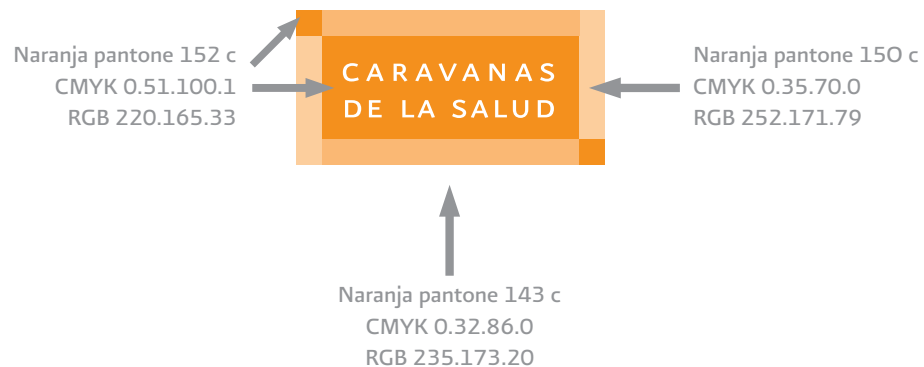 Naranja pantone 152 c
CMYK 0.51.100.1
RGB 220.165.33
CARAVANAS
DE LA SALUD
Naranja pantone 150 c
CMYK 0.35.70.0
RGB 252.171.79
Naranja pantone 143 c
CMYK 0.32.86.0
RGB 235.173.20